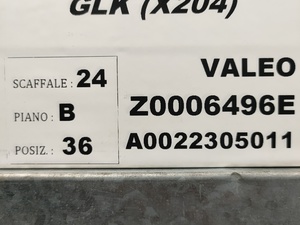 GLK (X204)
SCAFFALE: 24
PIANO: B
POSIZ.: 36
VALEO
Z0006496E
A0022305011